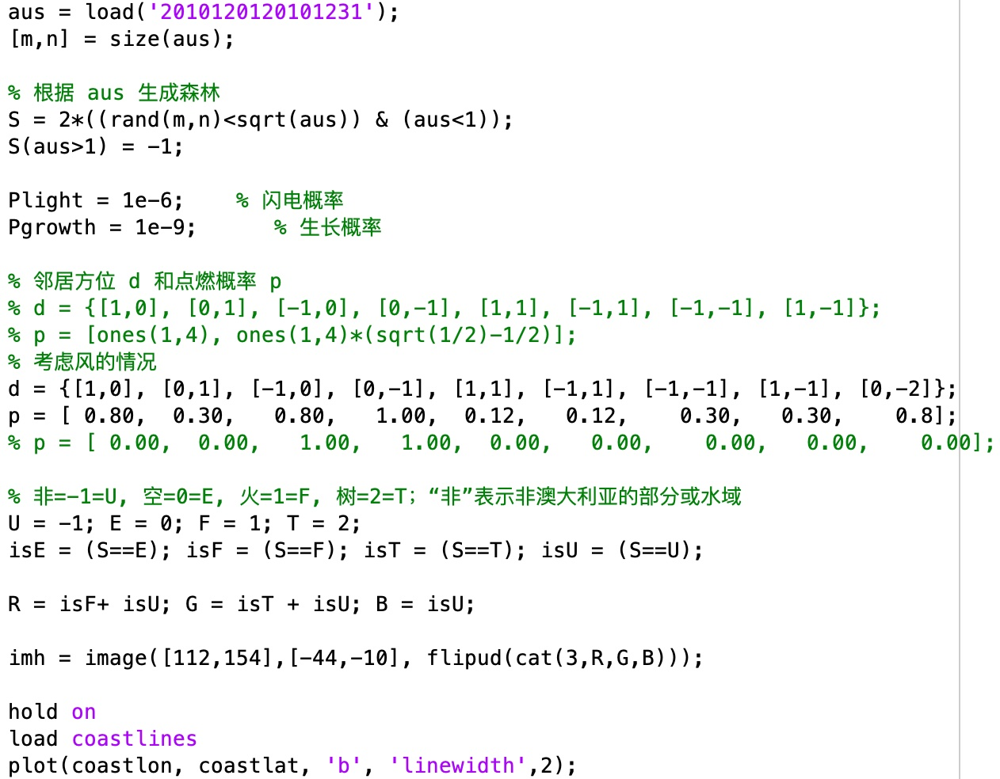 aus = load('2010120120101231');
[m,n] = size(aus);
% 根据 aus 生成森林
S = 2*((rand(m,n)<sqrt(aus)) & (aus<1));
S(aus>1) = -1;
Plight = 1e-6;    % 闪电概率
Pgrowth = 1e-9;      % 生长概率
% 邻居方位 d 和点燃概率 p
% d = {[1,0], [0,1], [-1,0], [0,-1], [1,1], [-1,1], [-1,-1], [1,-1]};
% p = [ones(1,4), ones(1,4)*(sqrt(1/2)-1/2)];
% 考虑风的情况
d = {[1,0], [0,1], [-1,0], [0,-1], [1,1], [-1,1], [-1,-1], [1,-1], [0,-2]};
p = [ 0.80,  0.30,   0.80,   1.00,  0.12,   0.12,    0.30,   0.30,     0.8];
% p = [ 0.00,  0.00,   1.00,   1.00,  0.00,   0.00,    0.00,   0.00,     0.00];
% 非=-1=U, 空=0=E, 火=1=F, 树=2=T；“非”表示非澳大利亚的部分或水域
U = -1; E = 0; F = 1; T = 2;
isE = (S==E); isF = (S==F); isT = (S==T); isU = (S==U);
R = isF+ isU; G = isT + isU; B = isU;
imh = image([112,154],[-44,-10], flipud(cat(3,R,G,B)));
hold on
load coastlines
plot(coastlon, coastlat, 'b', 'linewidth',2);